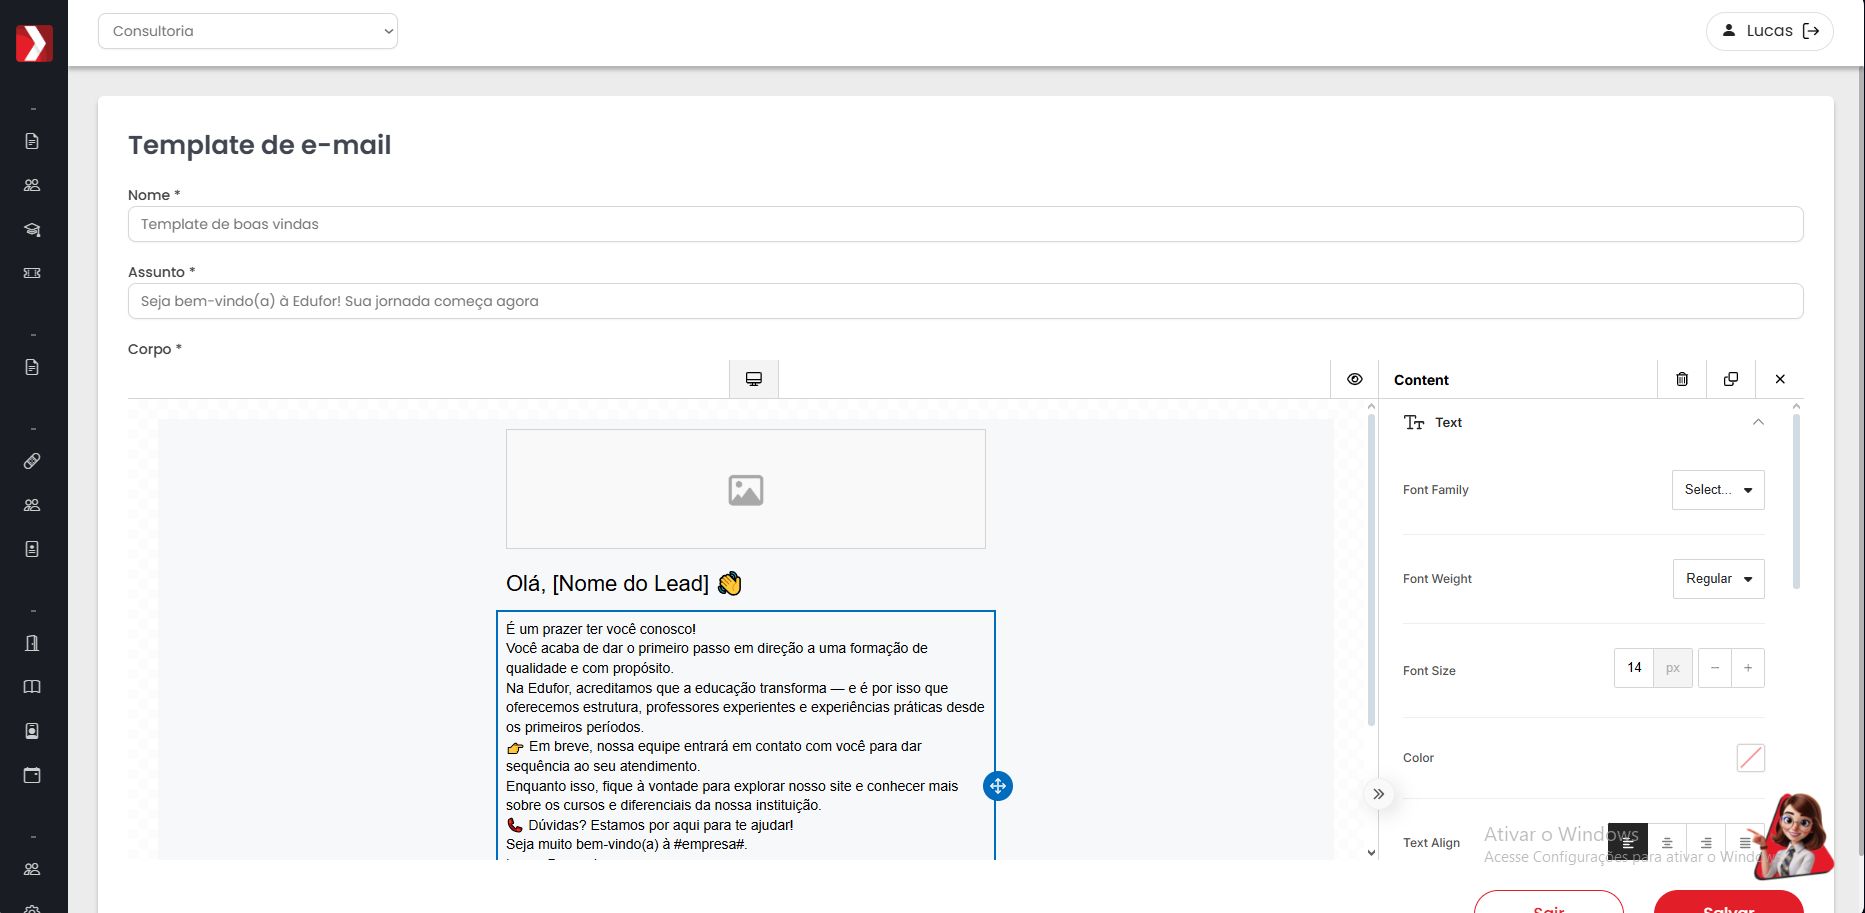 Consultoria
Lucas
Template de e-mail
Nome *
Template de boas vindas
Assunto *
Seja bem-vindo(a) à Edufor! Sua jornada começa agora
Corpo *
Content
Text
Olá, [Nome do Lead] 👋
É um prazer ter você conosco!
Você acaba de dar o primeiro passo em direção a uma formação de
qualidade e com propósito.
Na Edufor, acreditamos que a educação transforma — e é por isso que
oferecemos estrutura, professores experientes e experiências práticas desde
os primeiros períodos.
👉 Em breve, nossa equipe entrará em contato com você para dar
sequência ao seu atendimento.
Enquanto isso, fique à vontade para explorar nosso site e conhecer mais
sobre os cursos e diferenciais da nossa instituição.
📞 Dúvidas? Estamos por aqui para te ajudar!
Seja muito bem-vindo(a) à #empresa#.
Font Family
Select...
Font Weight
Regular
Font Size
14 px − +
Color
Text Align
Ativar o Windows
Acesse Configurações para ativar o Windows.
Sair
Salvar